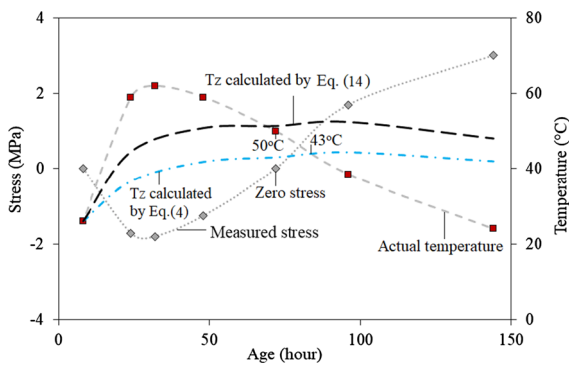 4
2
0
-2
-4
Stress (MPa)
80
60
40
20
0
Temperature (°C)
0
50
100
150
Age (hour)
Tz calculated by Eq. (14)
50°C
43°C
Tz calculated
by Eq.(4)
Zero stress
Measured stress
Actual temperature